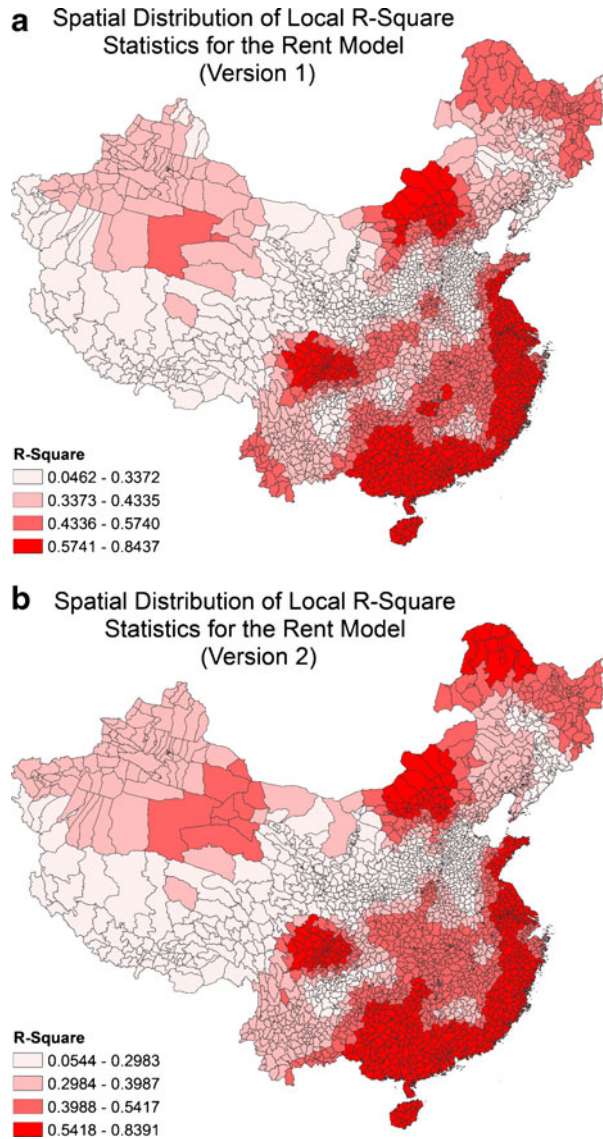 a
Spatial Distribution of Local R-Square
Statistics for the Rent Model
(Version 1)
R-Square
0.0462 - 0.3372
0.3373 - 0.4335
0.4336 - 0.5740
0.5741 - 0.8437
b
Spatial Distribution of Local R-Square
Statistics for the Rent Model
(Version 2)
R-Square
0.0544 - 0.2983
0.2984 - 0.3987
0.3988 - 0.5417
0.5418 - 0.8391